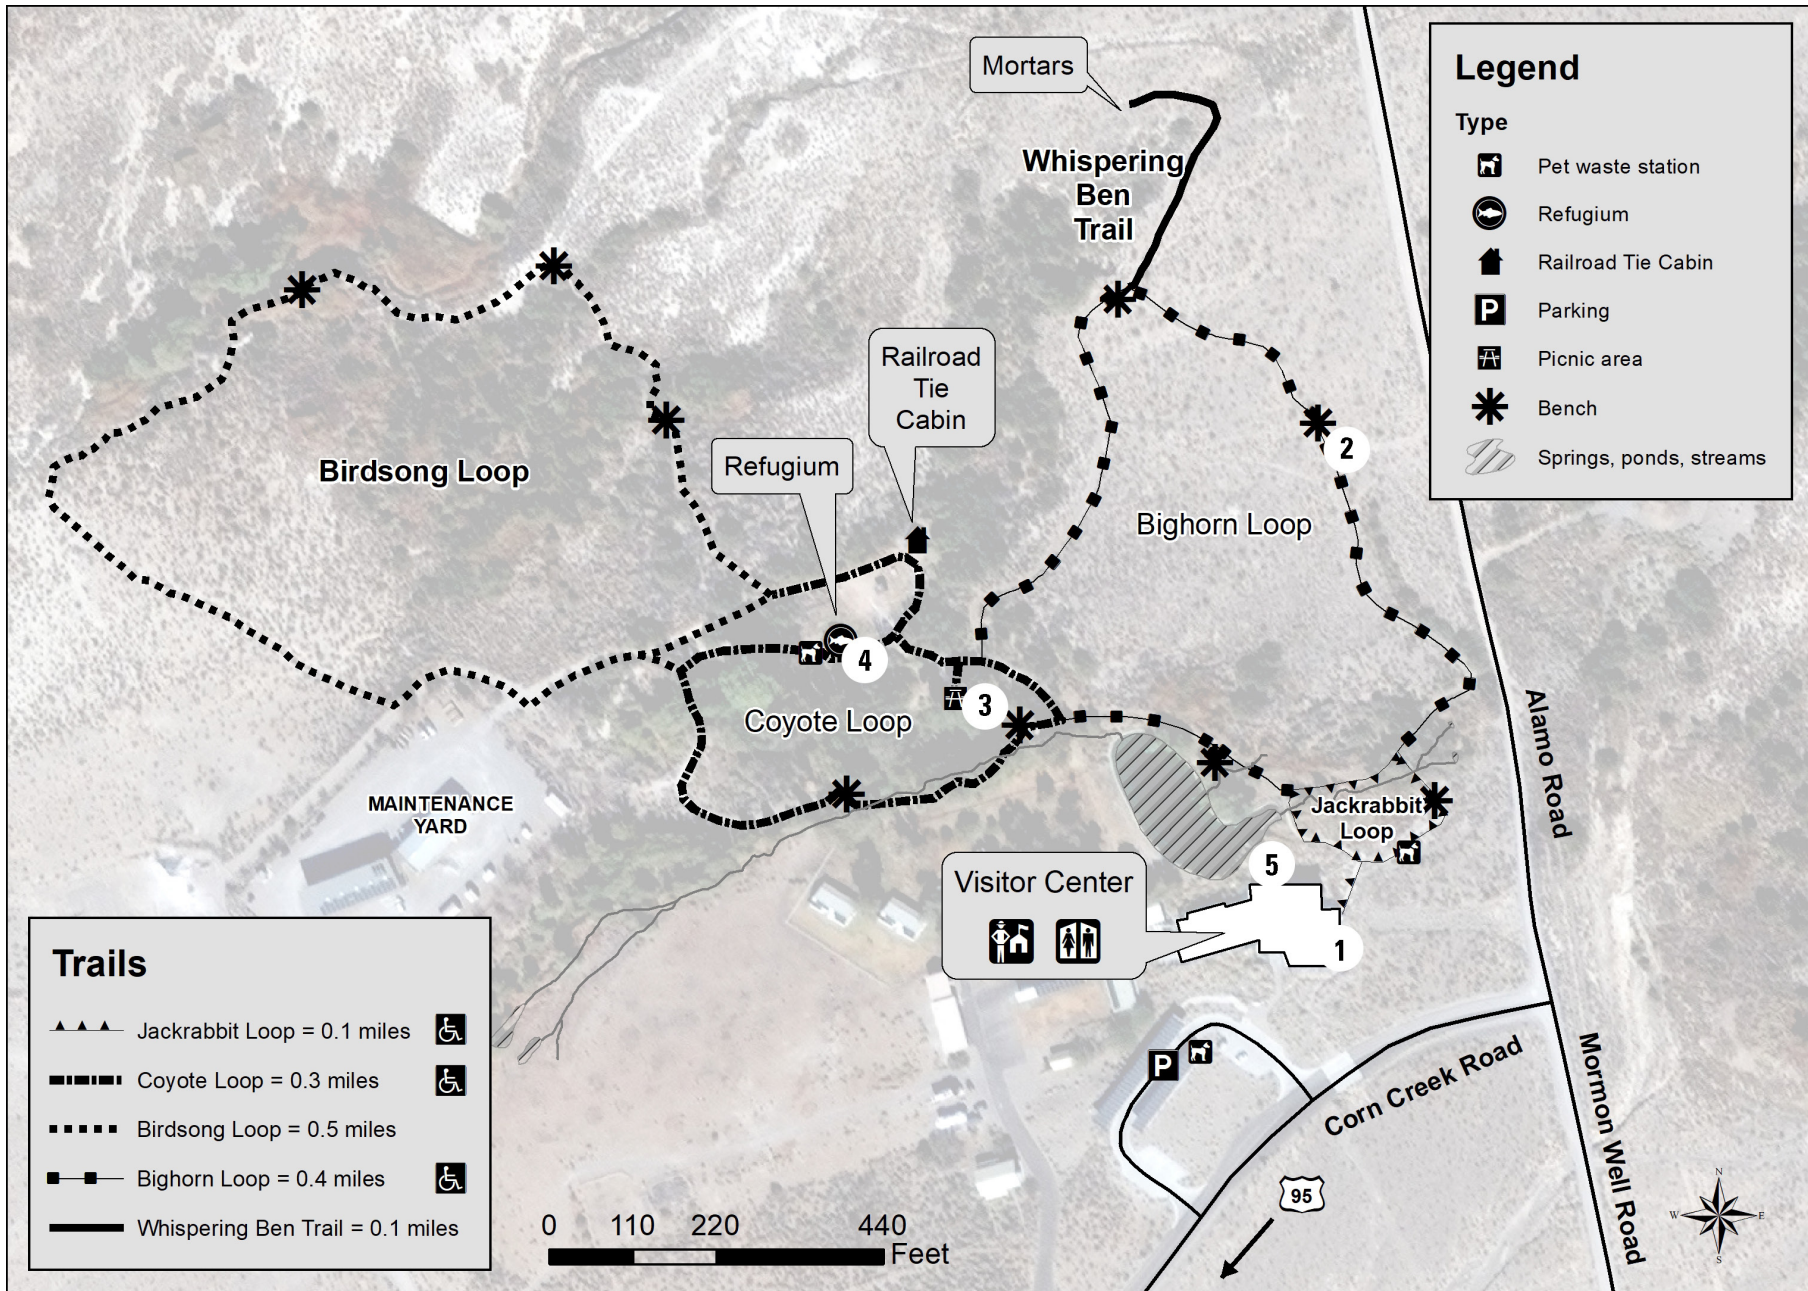 Mortars
Whispering
Ben
Trail
Legend
Type
Pet waste station
Refugium
Railroad Tie Cabin
P
Parking
Picnic area
Bench
Springs, ponds, streams
Railroad
Tie
Cabin
Refugium
Birdsong Loop
2
Bighorn Loop
4
3
Coyote Loop
Alamo Road
MAINTENANCE
YARD
Jackrabbit
Loop
5
Visitor Center
1
Trails
Jackrabbit Loop = 0.1 miles
Coyote Loop = 0.3 miles
Birdsong Loop = 0.5 miles
Bighorn Loop = 0.4 miles
Whispering Ben Trail = 0.1 miles
P
Corn Creek Road
Mormon Well Road
95
0 110 220 440
Feet
N
W E
S